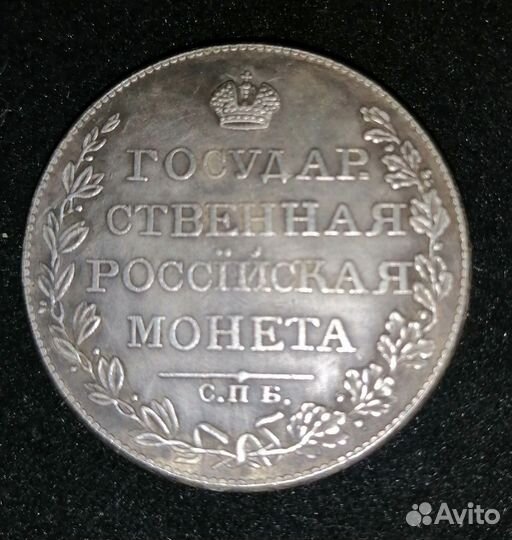 ГОСУДАР.
СТВЕННАЯ
РОССІЙСКАЯ
МОНЕТА
С.П Б.
Avito